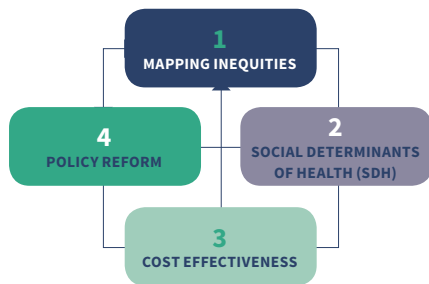 1
MAPPING INEQUITIES
4
POLICY REFORM
2
SOCIAL DETERMINANTS
OF HEALTH (SDH)
3
COST EFFECTIVENESS